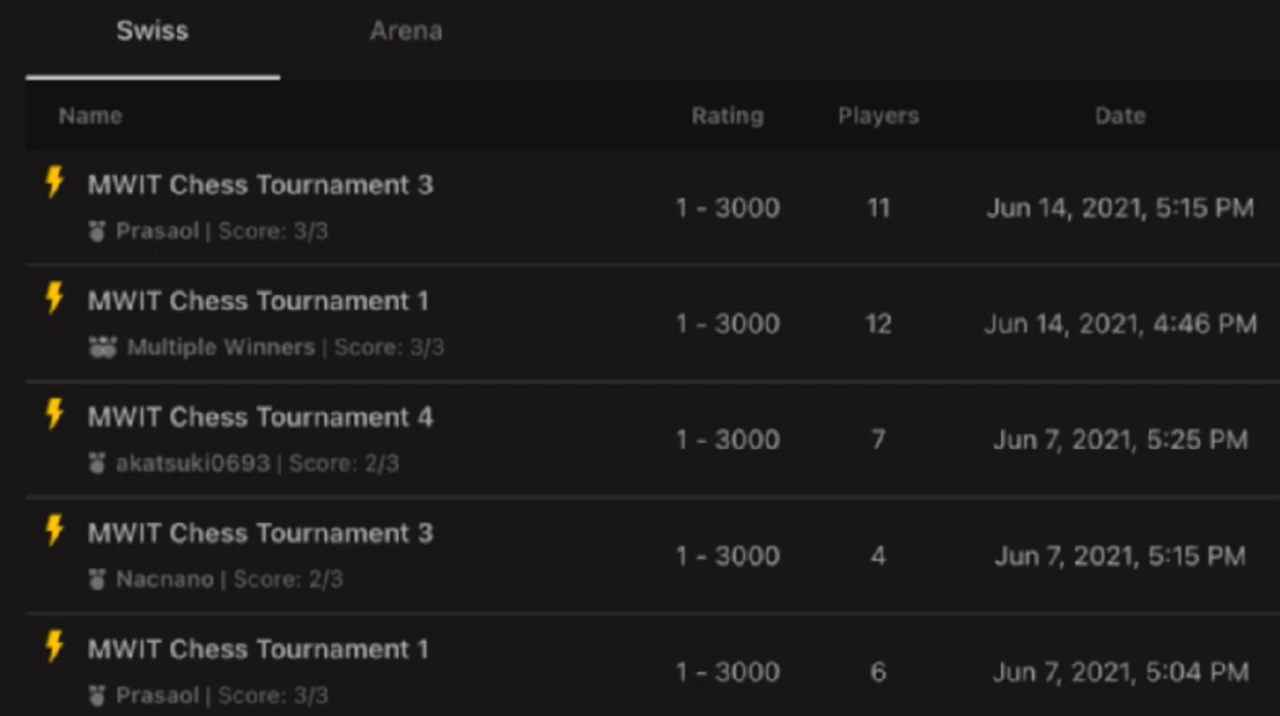 Swiss Arena
Name Rating Players Date
MWIT Chess Tournament 3
Prasaol | Score: 3/3
1 - 3000 11 Jun 14, 2021, 5:15 PM
MWIT Chess Tournament 1
Multiple Winners | Score: 3/3
1 - 3000 12 Jun 14, 2021, 4:46 PM
MWIT Chess Tournament 4
akatsuki0693 | Score: 2/3
1 - 3000 7 Jun 7, 2021, 5:25 PM
MWIT Chess Tournament 3
Nacnano | Score: 2/3
1 - 3000 4 Jun 7, 2021, 5:15 PM
MWIT Chess Tournament 1
Prasaol | Score: 3/3
1 - 3000 6 Jun 7, 2021, 5:04 PM